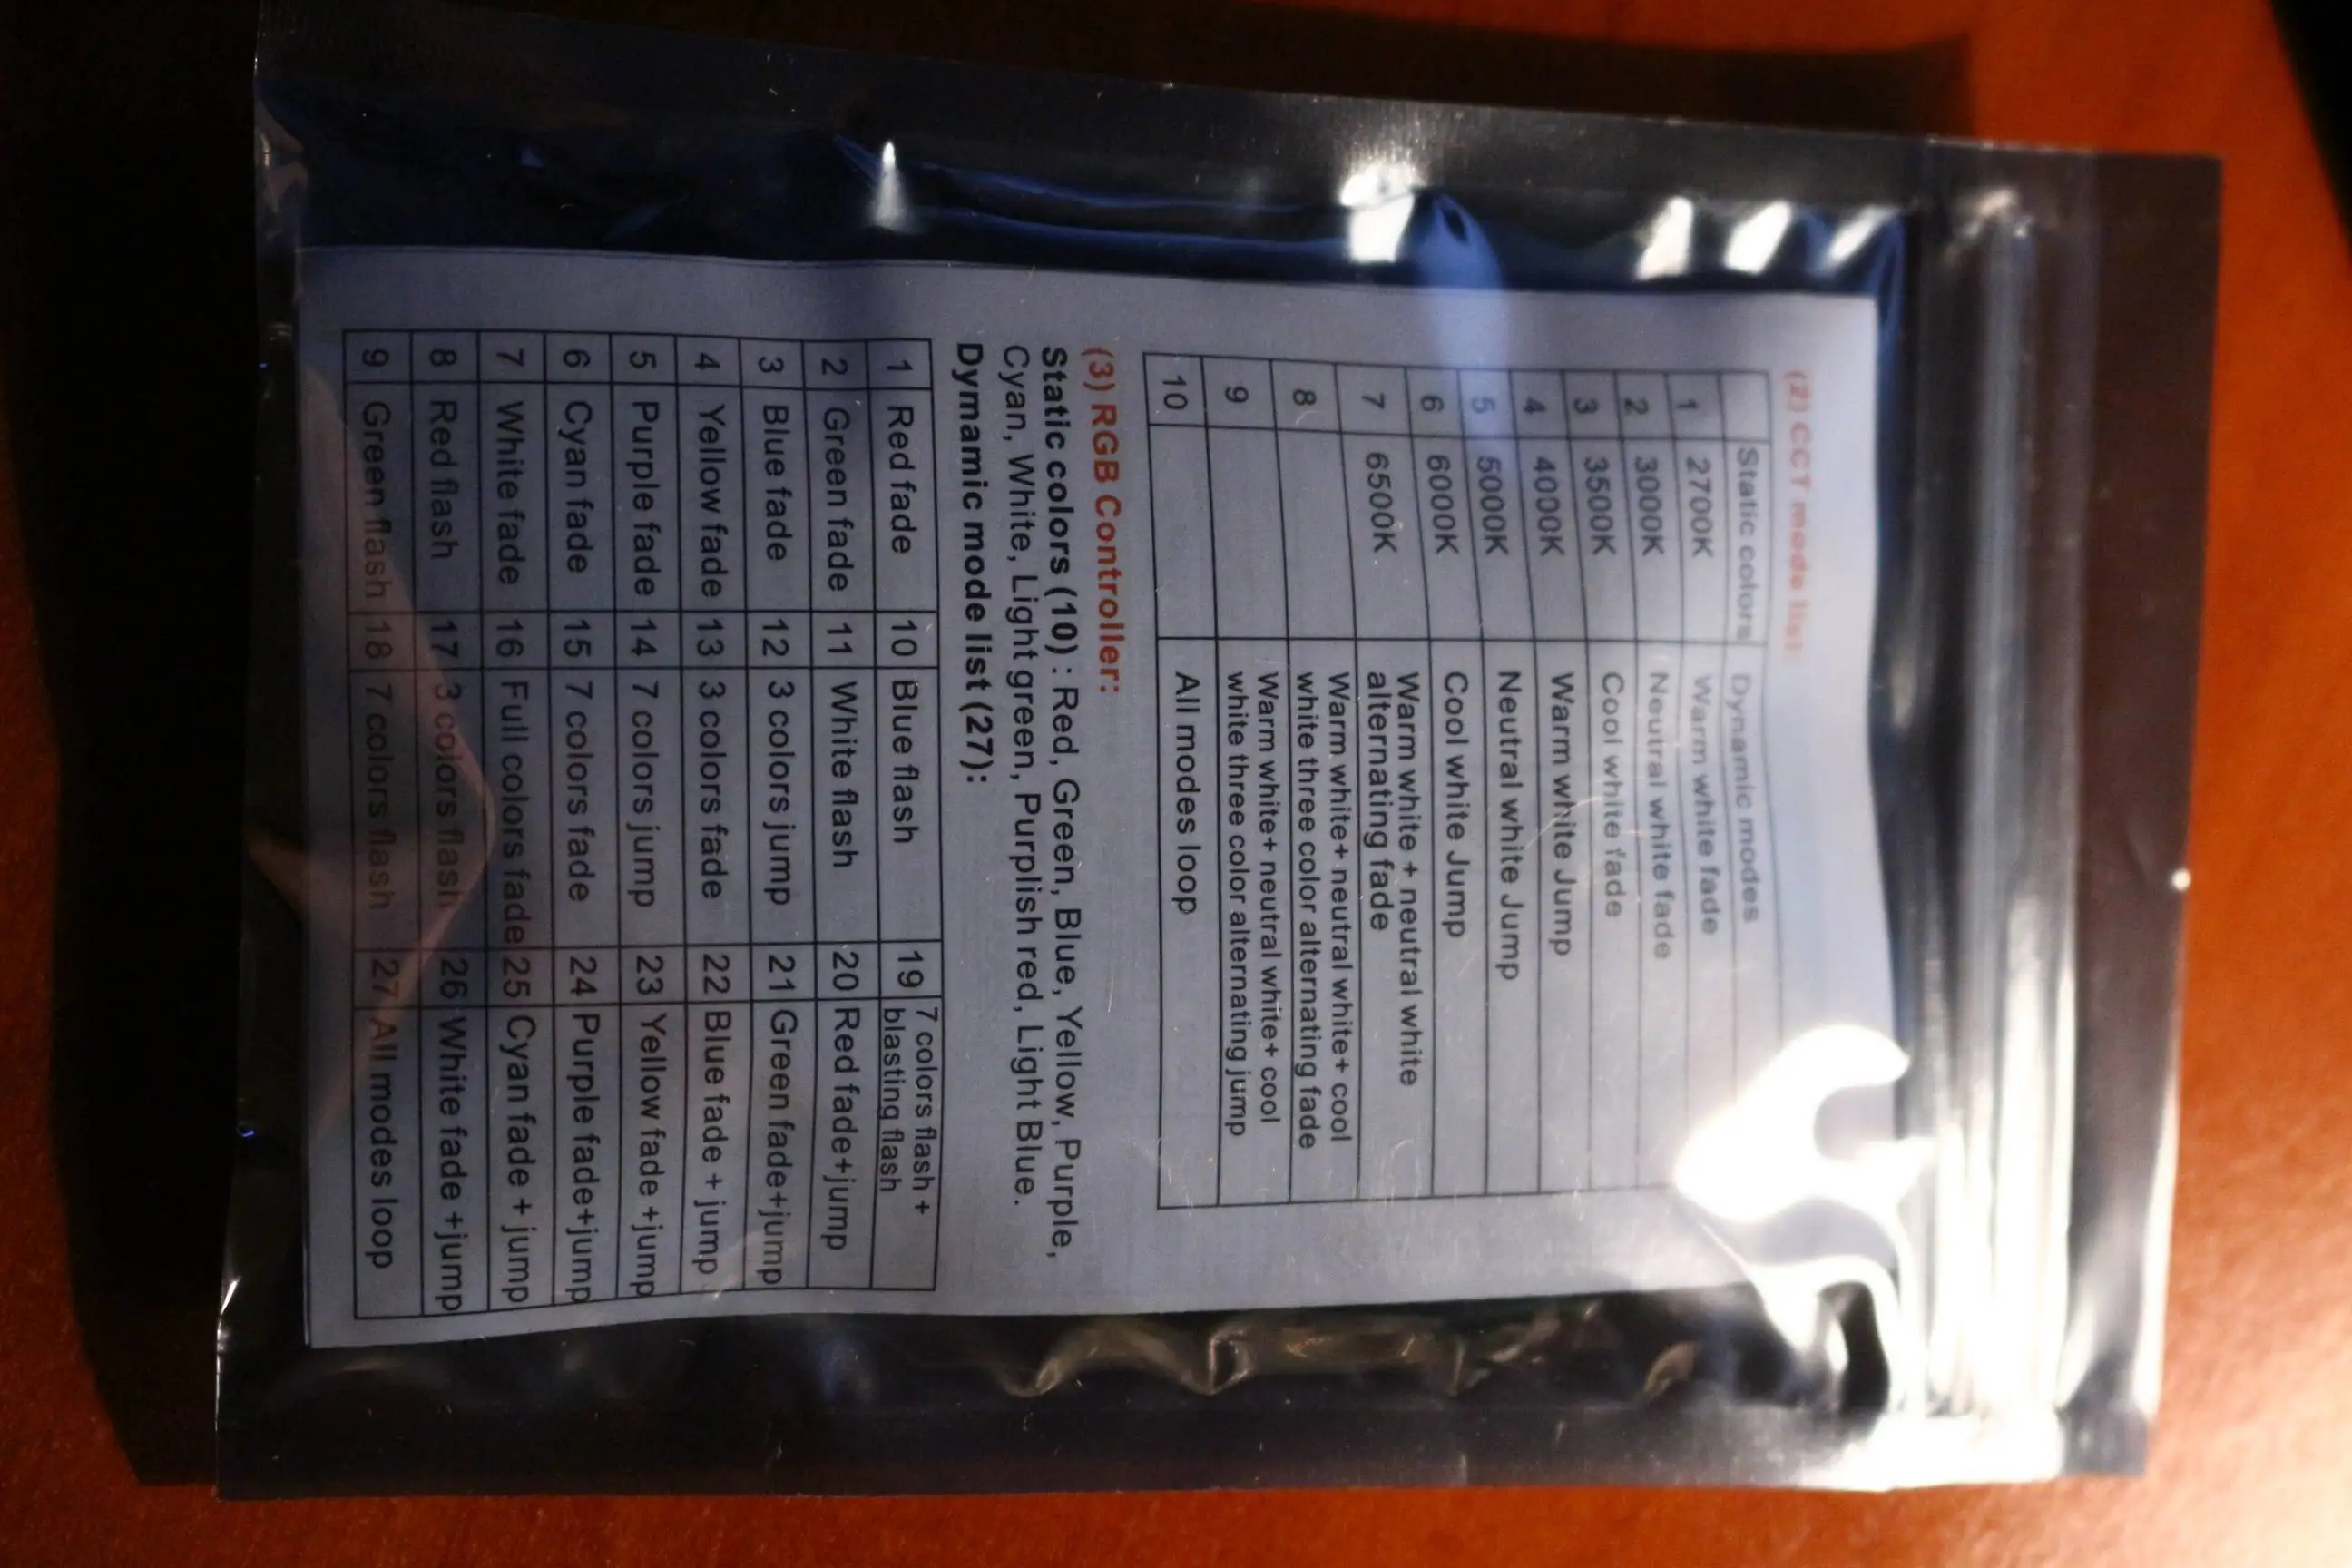 (2) CCT mode list:
Static colors Dynamic modes
1 2700K Warm white fade
2 3000K Neutral white fade
3 3500K Cool white fade
4 4000K Warm white Jump
5 5000K Neutral white Jump
6 6000K Cool white Jump
7 6500K Warm white + neutral white
alternating fade
8 Warm white+ neutral white+ cool
white three color alternating fade
9 Warm white+ neutral white+ cool
white three color alternating jump
10 All modes loop
(3) RGB Controller:
Static colors (10) : Red, Green, Blue, Yellow, Purple,
Cyan, White, Light green, Purplish red, Light Blue.
Dymamic mode list (27):
1 Red fade 10 Blue flash 19 7 colors flash +
blasting flash
2 Green fade 11 White flash 20 Red fade+jump
3 Blue fade 12 3 colors jump 21 Green fade+jump
4 Yellow fade 13 3 colors fade 22 Blue fade + jump
5 Purple fade 14 7 colors jump 23 Yellow fade +jump
6 Cyan fade 15 7 colors fade 24 Purple fade+jump
7 White fade 16 Full colors fade 25 Cyan fade + jump
8 Red flash 17 3 colors flash 26 White fade +jump
9 Green flash 18 7 colors flash 27 All modes loop